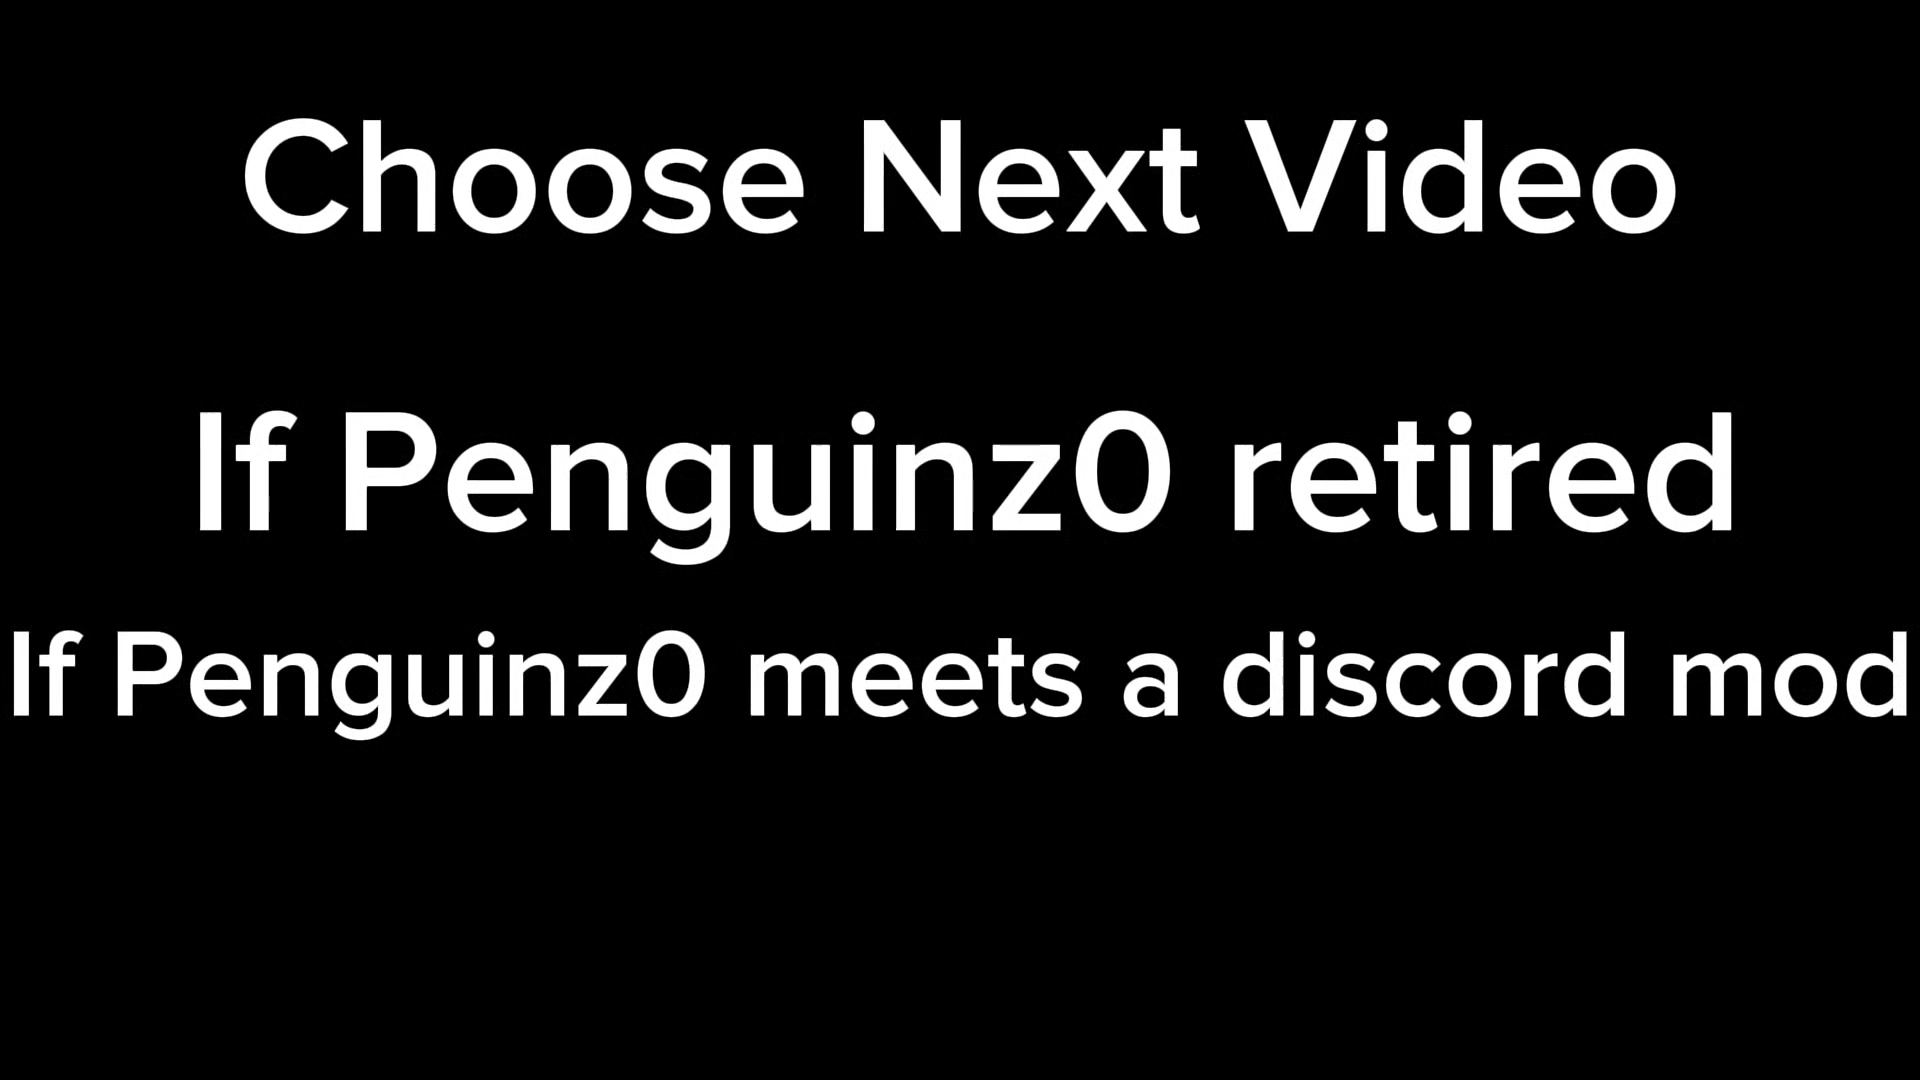 Choose Next Video
If Penguinz0 retired
If Penguinz0 meets a discord mod